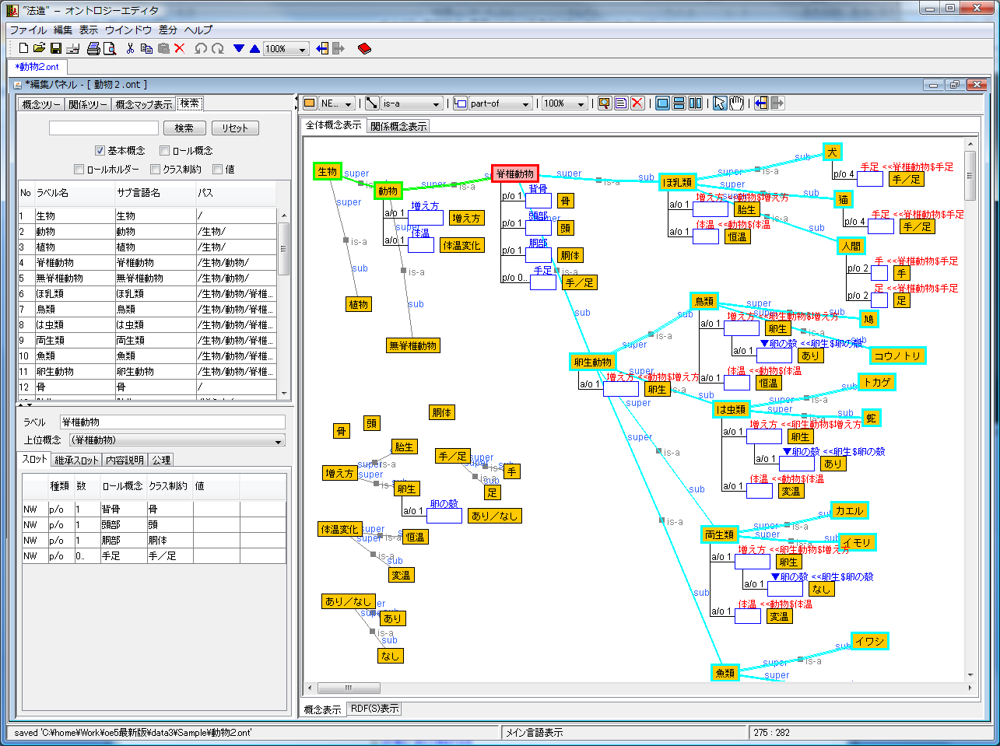 "法造" － オントロジーエディタ
ファイル 編集 表示 ウインドウ 差分 ヘルプ
100%
*動物2.ont
*編集パネル - [ 動物２.ont ]
概念ツリー 関係ツリー 概念マップ表示 検索
検索 リセット
基本概念 ロール概念
ロールホルダー クラス制約 値
No ラベル名 サブ言語名 パス
1 生物 生物 /
2 動物 動物 /生物/
3 植物 植物 /生物/
4 脊椎動物 脊椎動物 /生物/動物/
5 無脊椎動物 無脊椎動物 /生物/動物/
6 ほ乳類 ほ乳類 /生物/動物/脊椎...
7 鳥類 鳥類 /生物/動物/脊椎...
8 は虫類 は虫類 /生物/動物/脊椎...
9 両生類 両生類 /生物/動物/脊椎...
10 魚類 魚類 /生物/動物/脊椎...
11 卵生動物 卵生動物 /生物/動物/脊椎...
12 骨 骨 /
ラベル 脊椎動物
上位概念 (脊椎動物)
スロット 継承スロット 内容説明 公理
種類 数 ロール概念 クラス制約 値
NW p/o 1 背骨 骨
NW p/o 1 頭部 頭
NW p/o 1 胴部 胴体
NW p/o 0.. 手足 手／足
NE... is-a part-of 100%
全体概念表示 関係概念表示
生物 super sub is-a 動物
super sub is-a 脊椎動物
super sub is-a ほ乳類
super sub is-a 犬
p/o 4 手足 <<脊椎動物$手足
手／足
super sub 猫
p/o 4 手足 <<脊椎動物$手足
手／足
super is-a sub 人間
p/o 2 手 <<脊椎動物$手足
手
p/o 2 足 <<脊椎動物$手足
足
a/o 1 増え方 <<動物$増え方
胎生
a/o 1 体温 <<動物$体温
恒温
a/o 1 増え方
増え方
a/o 1 体温
体温変化
super is-a sub
植物
super is-a sub
無脊椎動物
p/o 1 背骨
骨
p/o 1 頭部
頭
p/o 1 胴部
胴体
p/o 0.. 手足
手／足
super is-a sub
卵生動物
a/o 1 増え方 <<動物$増え方
卵生
super is-a sub 鳥類
super is-a sub 鳩
super is-a sub コウノトリ
a/o 1 増え方 <<卵生動物$増え方
卵生
a/o 1 ▼卵の殻 <<卵生$卵の殻
あり
a/o 1 体温 <<動物$体温
恒温
super is-a sub は虫類
super is-a sub トカゲ
super is-a sub 蛇
a/o 1 増え方 <<卵生動物$増え方
卵生
a/o 1 ▼卵の殻 <<卵生$卵の殻
あり
a/o 1 体温 <<動物$体温
変温
super is-a sub 両生類
super is-a sub カエル
super is-a sub イモリ
a/o 1 増え方 <<卵生動物$増え方
卵生
a/o 1 ▼卵の殻 <<卵生$卵の殻
なし
a/o 1 体温 <<動物$体温
変温
super is-a sub 魚類
super is-a sub イワシ
super
胴体
頭
骨
胎生
増え方 super is-a
super is-a sub 卵生
a/o 1 卵の殻
あり／なし
手／足 super is-a sub 手
super is-a sub 足
体温変化 super is-a sub 恒温
super is-a sub 変温
あり／なし super sub あり
super is-a sub なし
概念表示 RDF(S)表示
saved 'C:¥home¥Work¥oe5最新版¥data3¥Sample¥動物2.ont'
メイン言語表示
275 : 282